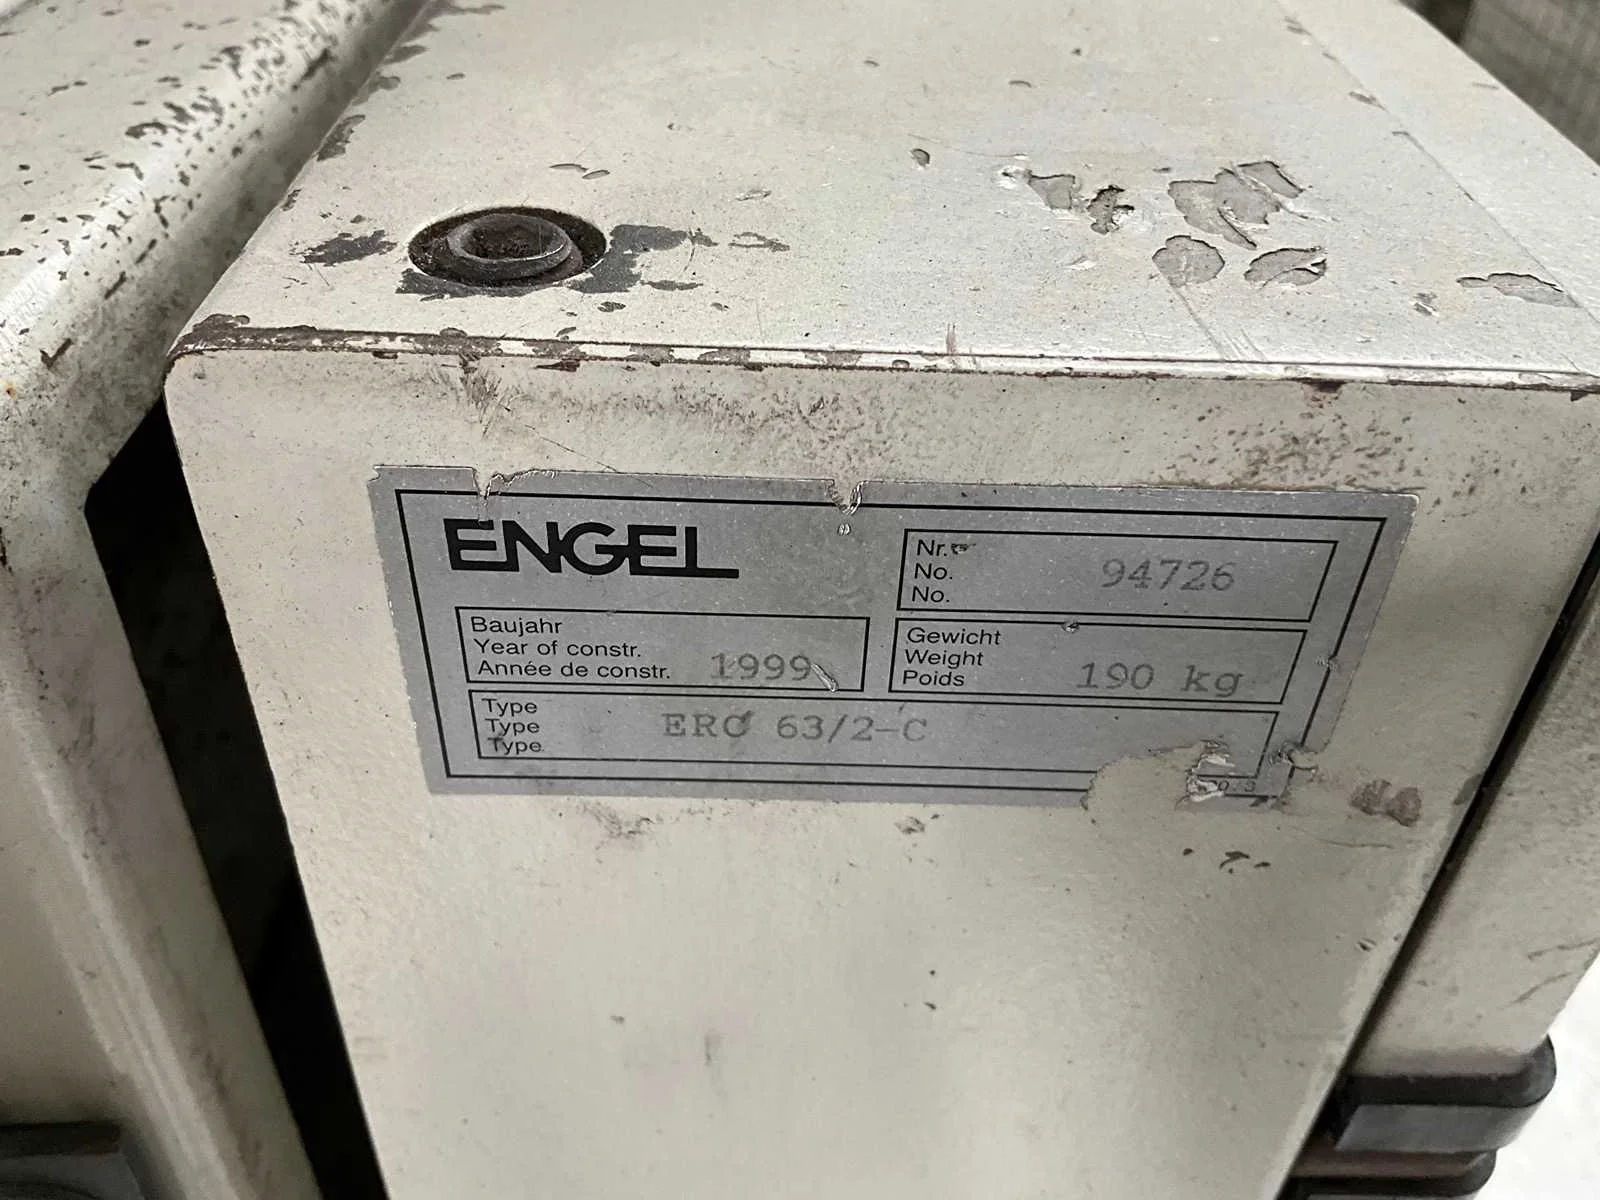 ENGEL
Nr.
No. 94726
No.
Baujahr
Year of constr.
Année de constr. 1999
Gewicht
Weight
Poids 190 kg
Type
Type ERC 63/2-C
Type